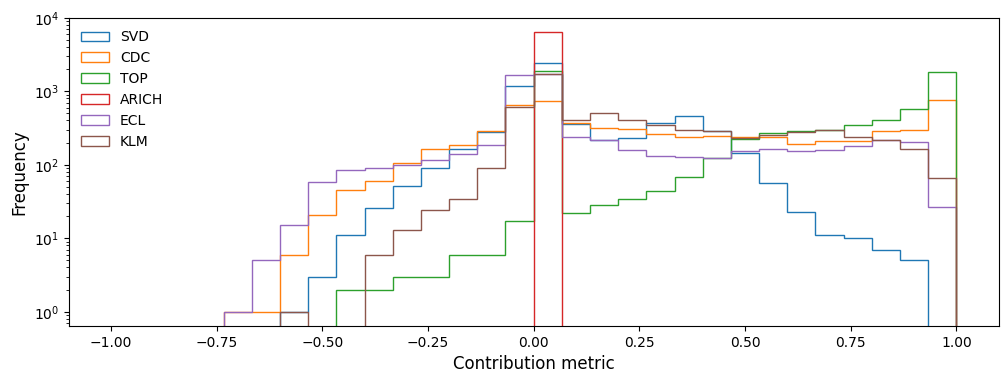 10⁴
10³
10²
10¹
10⁰
Frequency
SVD
CDC
TOP
ARICH
ECL
KLM
−1.00 −0.75 −0.50 −0.25 0.00 0.25 0.50 0.75 1.00
Contribution metric